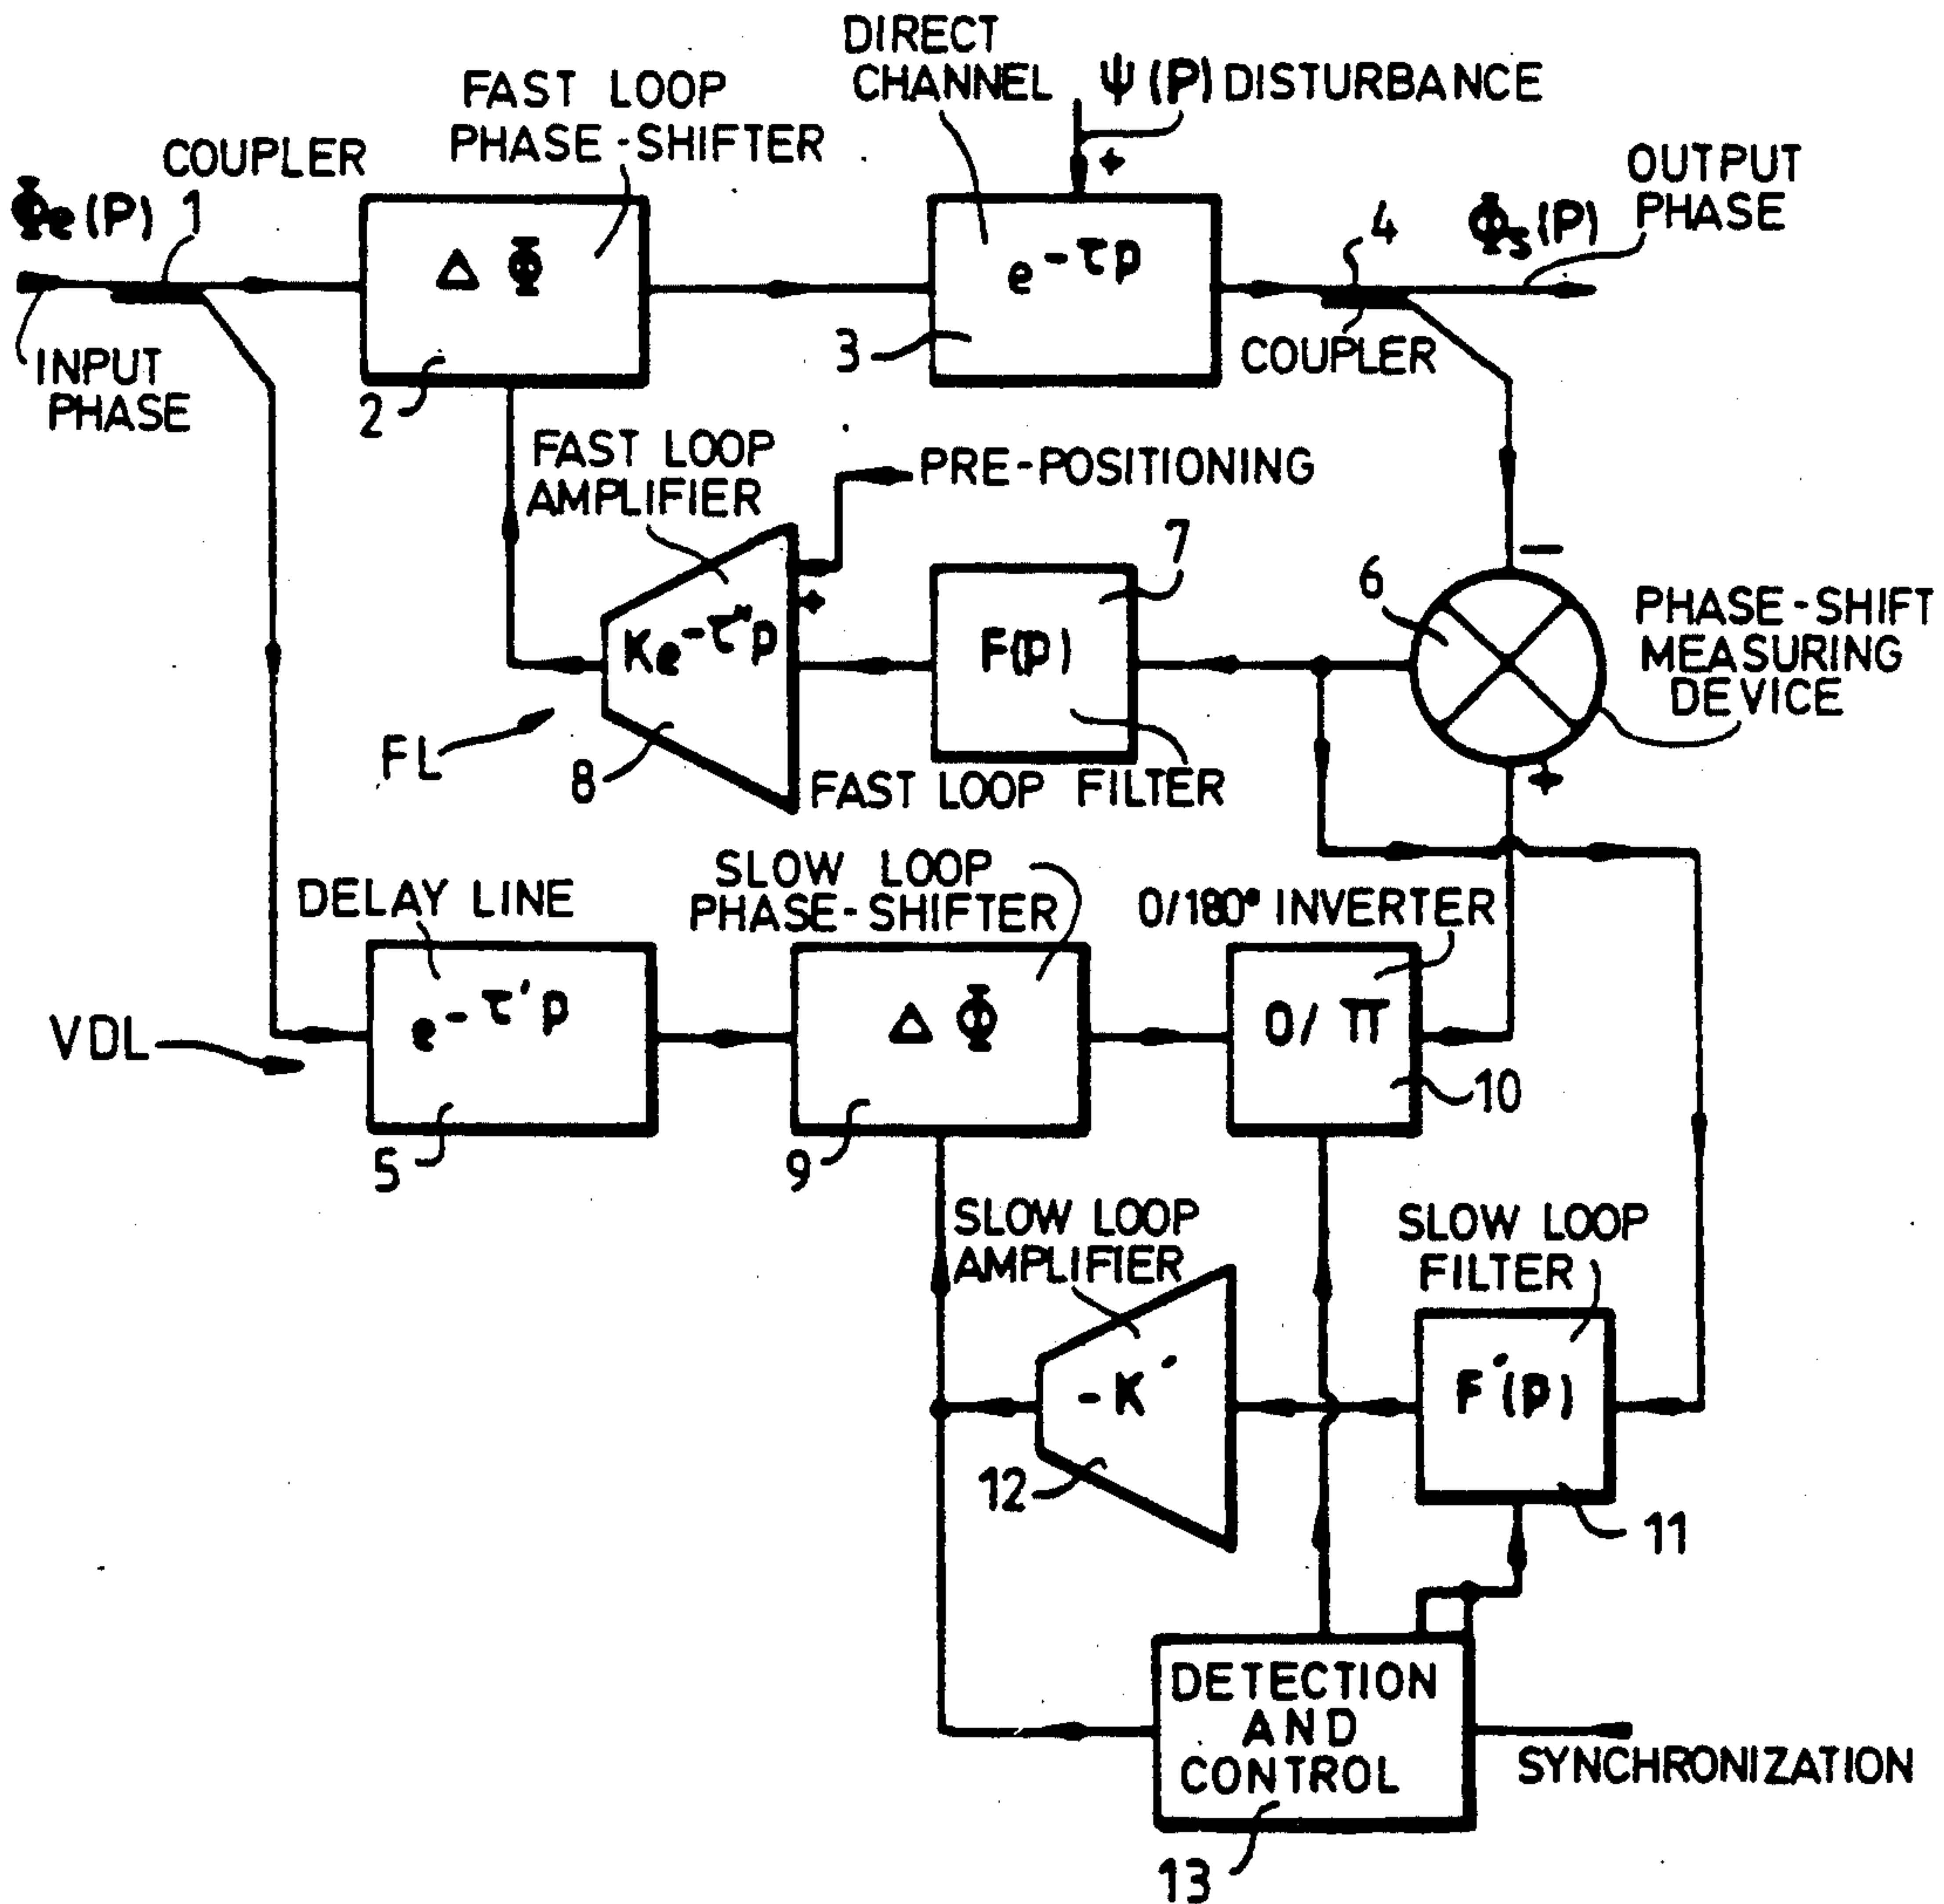 DIRECT
CHANNEL
Ψ(P) DISTURBANCE
FAST LOOP
PHASE-SHIFTER
COUPLER
Φe(P)
1
INPUT
PHASE
Δ Φ
2
e^-τp
3
4
COUPLER
Φs(P)
OUTPUT
PHASE
+
FAST LOOP
AMPLIFIER
PRE-POSITIONING
+
Ke^-τ"p
FL
8
7
F(p)
FAST LOOP FILTER
6
−
+
PHASE-SHIFT
MEASURING
DEVICE
DELAY LINE
SLOW LOOP
PHASE-SHIFTER
0/180° INVERTER
VDL
e^-τ'p
5
Δ Φ
9
0/ π
10
SLOW LOOP
AMPLIFIER
-K'
12
SLOW LOOP
FILTER
F'(p)
11
DETECTION
AND
CONTROL
13
SYNCHRONIZATION